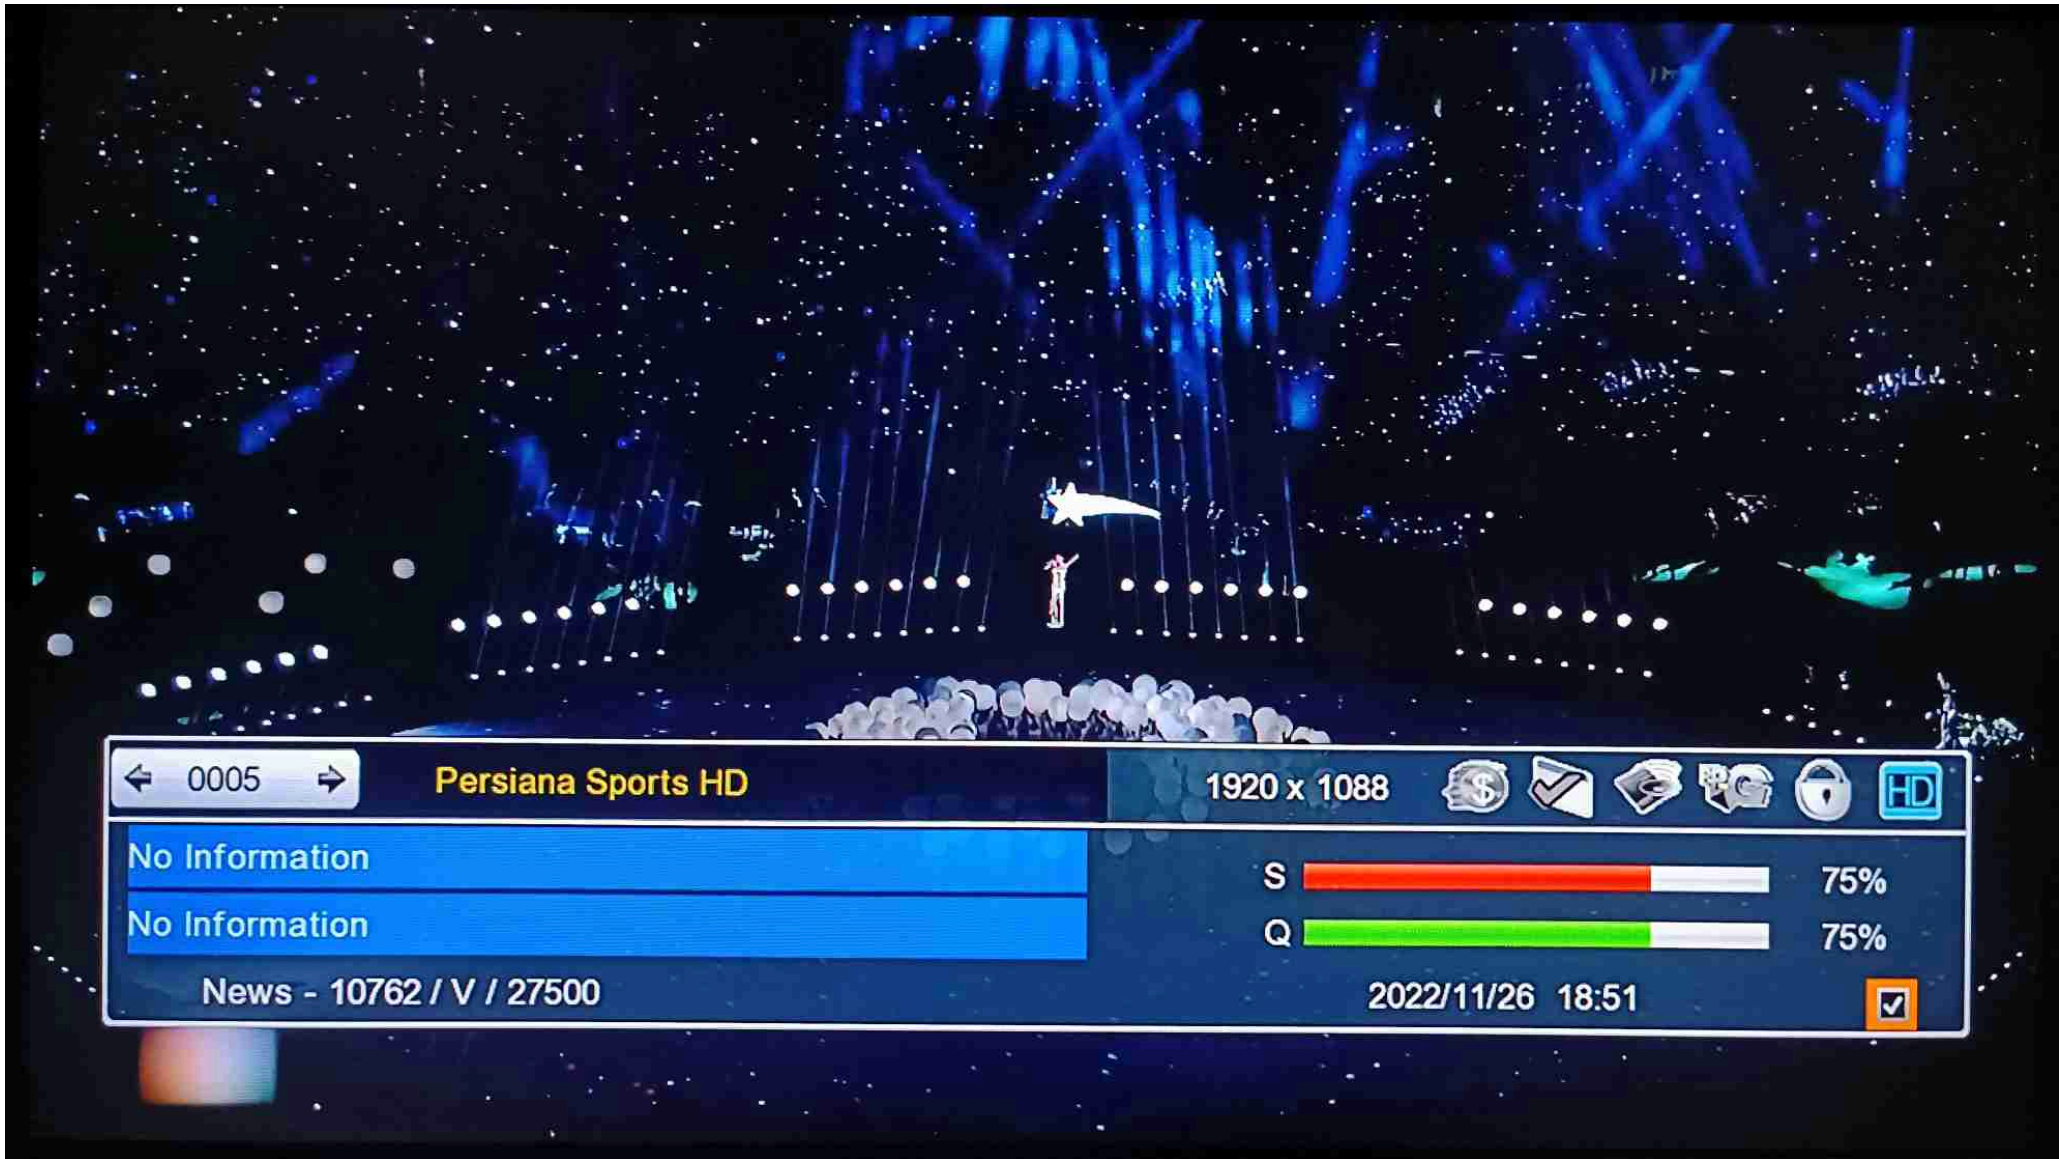 0005
Persiana Sports HD
1920 x 1088
$
HD
No Information
S 75%
No Information
Q 75%
News - 10762 / V / 27500
2022/11/26 18:51